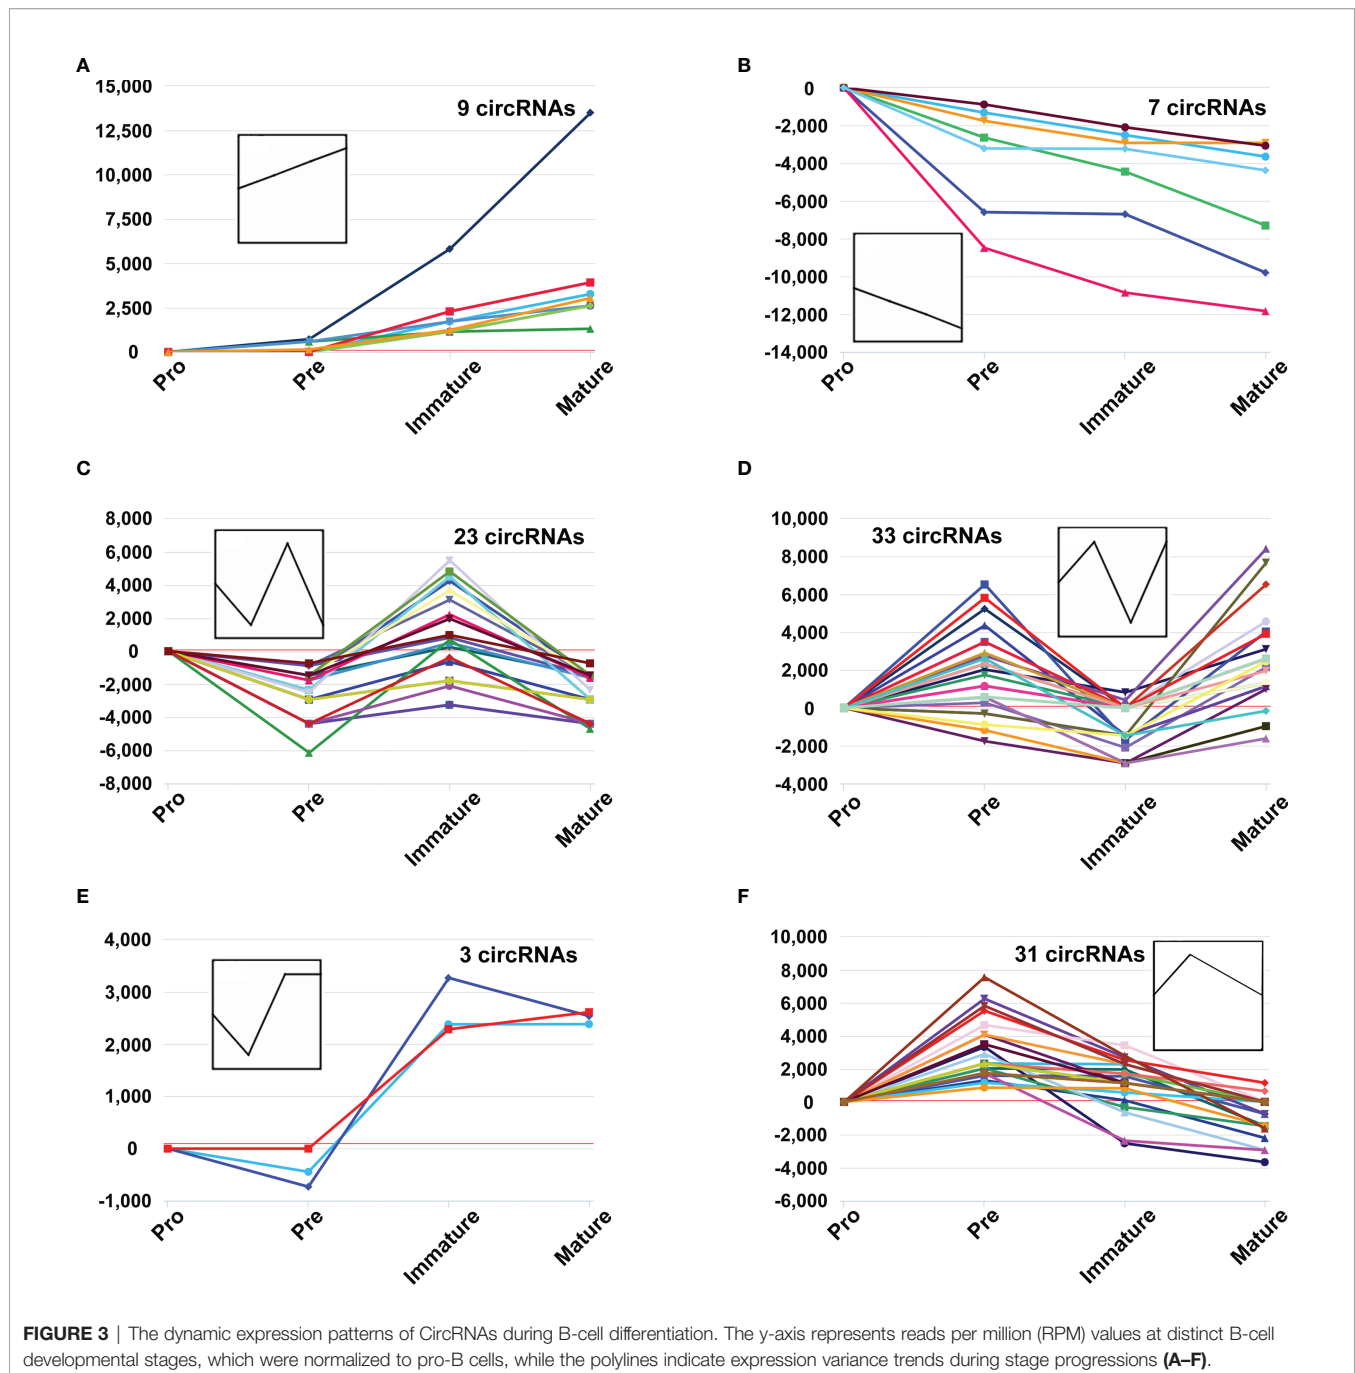 A
15,000
12,500
10,000
7,500
5,000
2,500
0
9 circRNAs
Pro
Pre
Immature
Mature
B
0
-2,000
-4,000
-6,000
-8,000
-10,000
-12,000
-14,000
7 circRNAs
Pro
Pre
Immature
Mature
C
8,000
6,000
4,000
2,000
0
-2,000
-4,000
-6,000
-8,000
23 circRNAs
Pro
Pre
Immature
Mature
D
10,000
8,000
6,000
4,000
2,000
0
-2,000
-4,000
33 circRNAs
Pro
Pre
Immature
Mature
E
4,000
3,000
2,000
1,000
0
-1,000
3 circRNAs
Pro
Pre
Immature
Mature
F
10,000
8,000
6,000
4,000
2,000
0
-2,000
-4,000
-6,000
31 circRNAs
Pro
Pre
Immature
Mature
FIGURE 3 | The dynamic expression patterns of CircRNAs during B-cell differentiation. The y-axis represents reads per million (RPM) values at distinct B-cell
developmental stages, which were normalized to pro-B cells, while the polylines indicate expression variance trends during stage progressions (A–F).